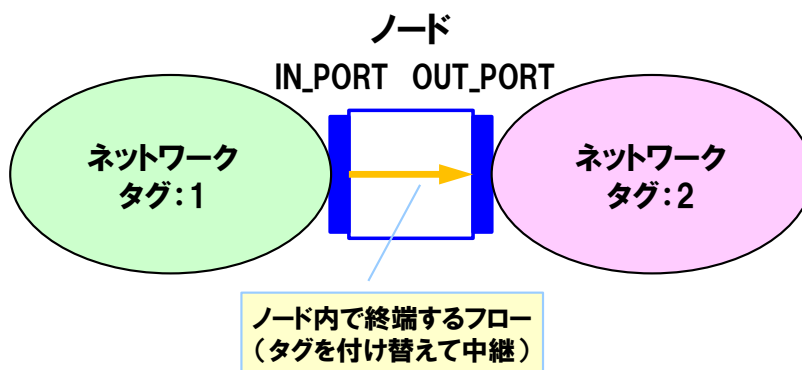 ノード
IN_PORT OUT_PORT
ネットワーク
タグ：1
ネットワーク
タグ：2
ノード内で終端するフロー
（タグを付け替えて中継）